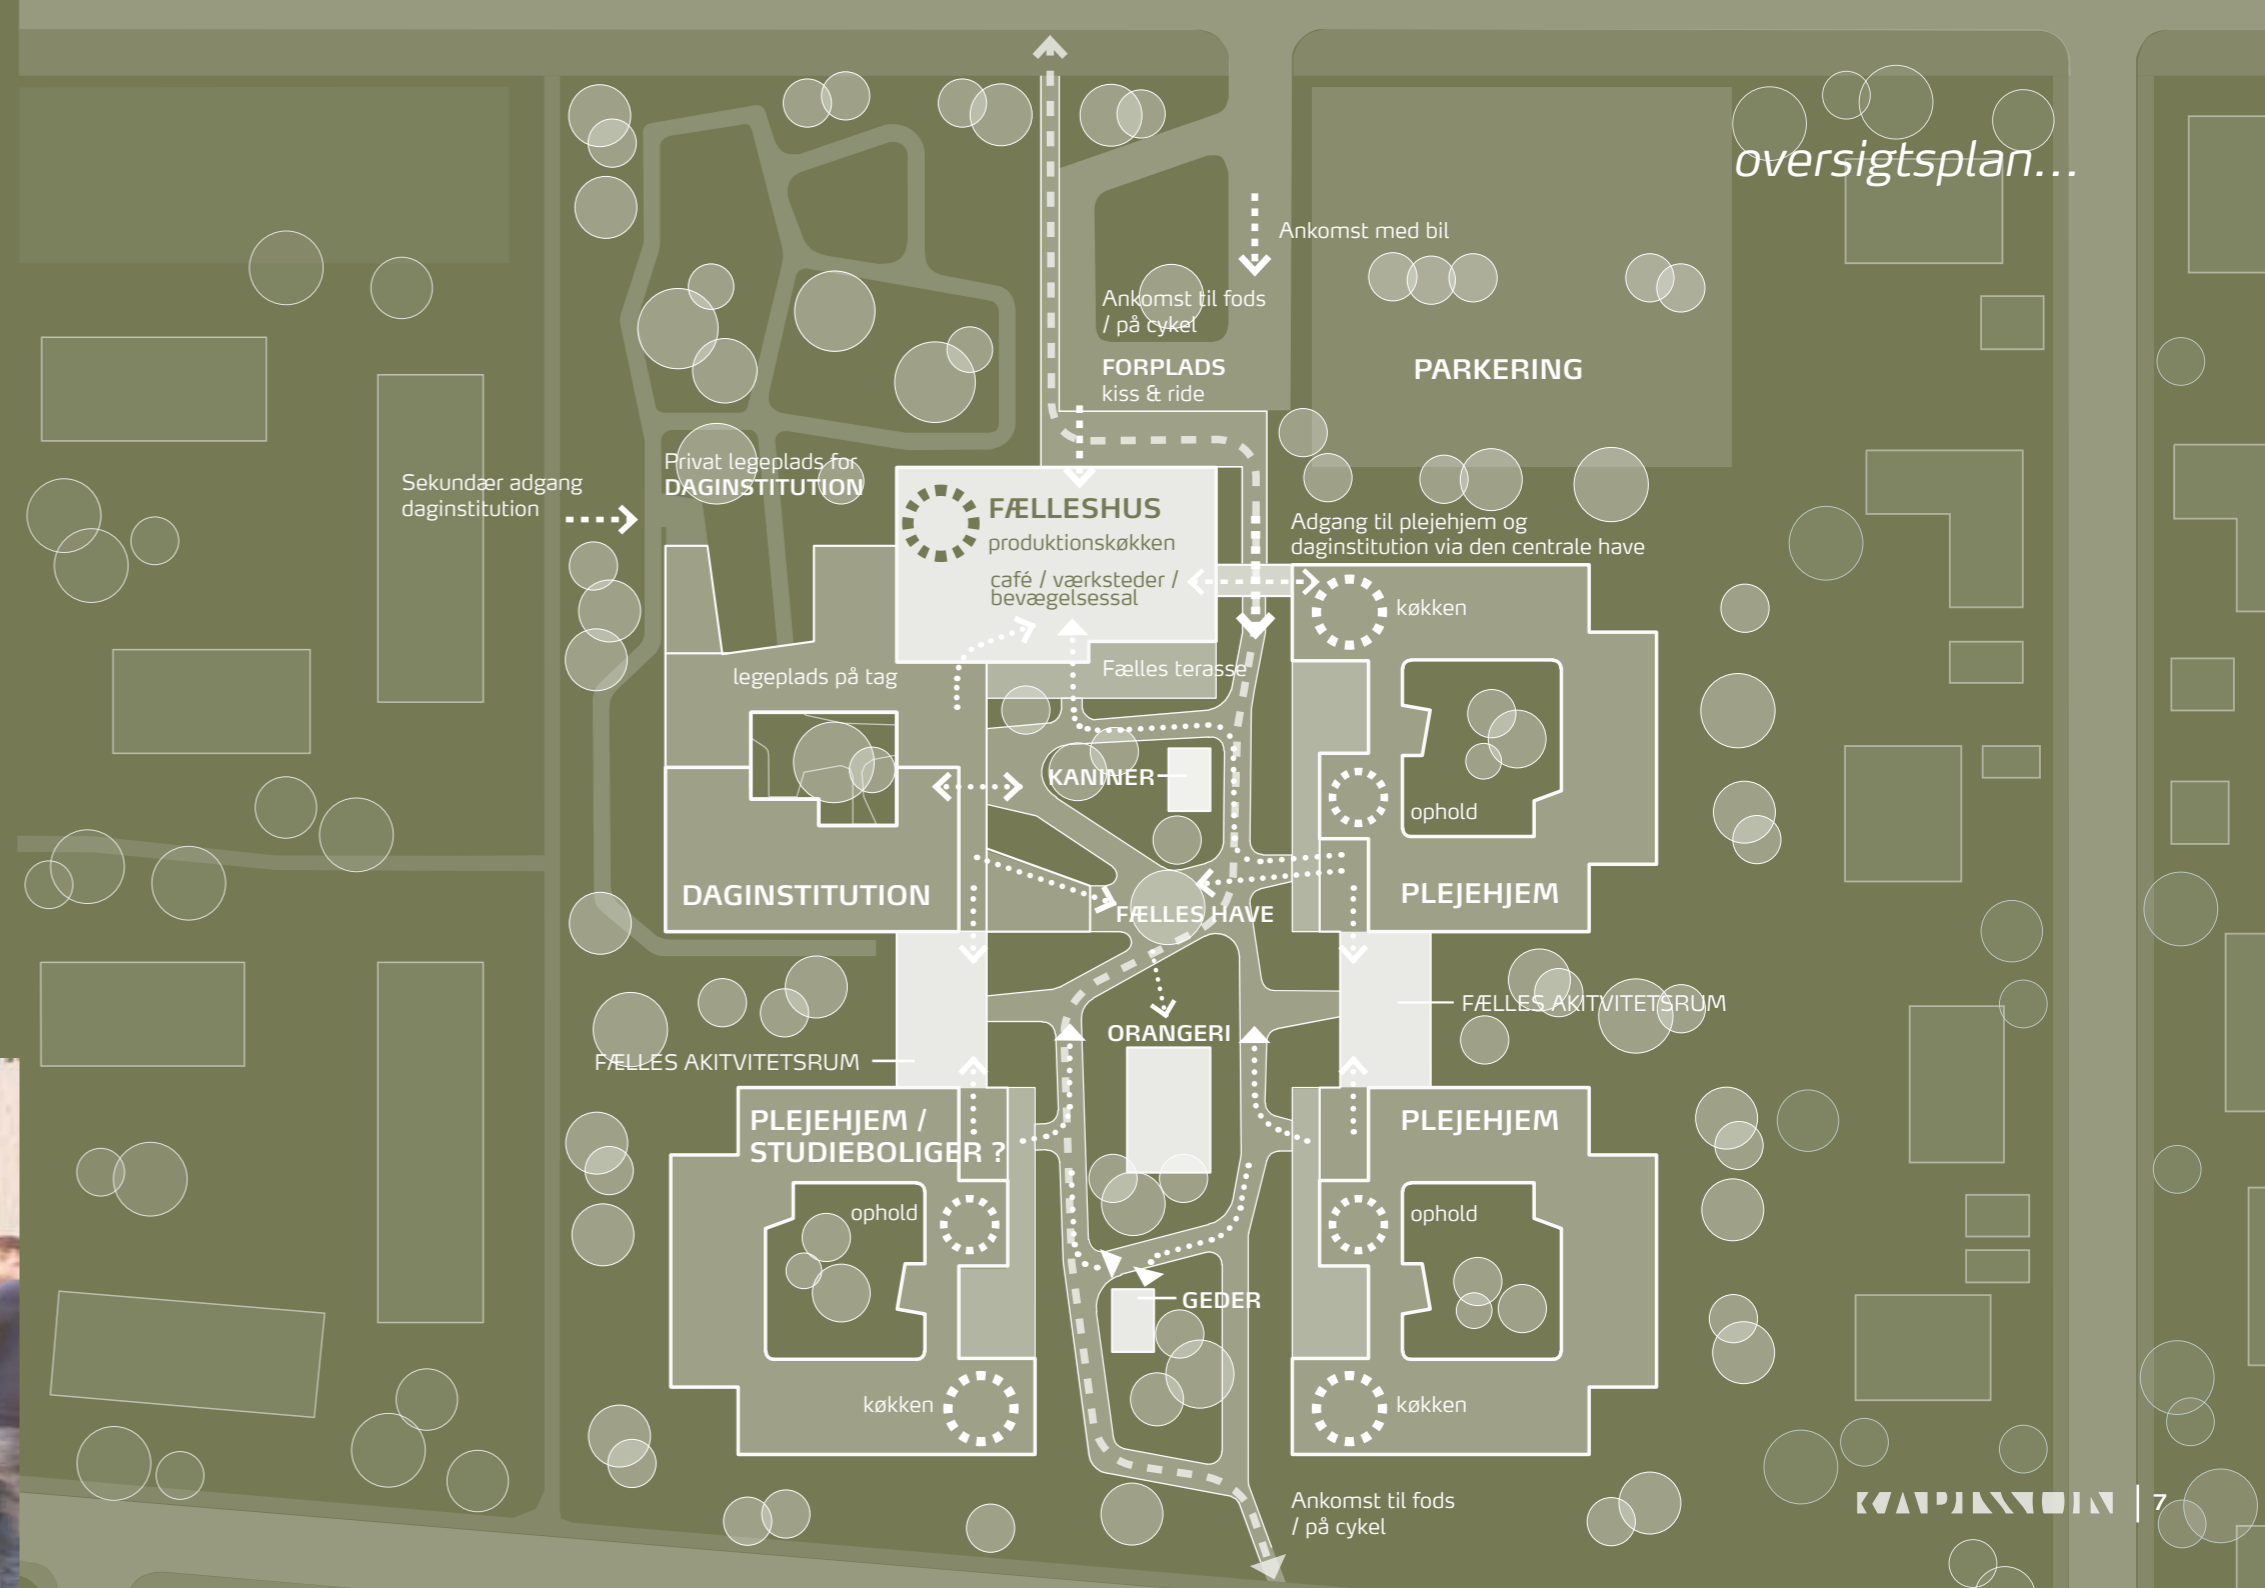 oversigtsplan...
Ankomst med bil
Ankomst til fods
/ på cykel
FORPLADS
kiss & ride
PARKERING
Privat legeplads for
DAGINSTITUTION
Sekundær adgang
daginstitution
FÆLLESHUS
produktionskøkken
café / værksteder /
bevægelsessal
Adgang til plejehjem og
daginstitution via den centrale have
køkken
legeplads på tag
Fælles terasse
KANINER
ophold
DAGINSTITUTION
PLEJEHJEM
FÆLLES HAVE
FÆLLES AKITVITETSRUM
ORANGERI
FÆLLES AKITVITETSRUM
PLEJEHJEM /
STUDIEBOLIGER ?
PLEJEHJEM
ophold
ophold
GEDER
køkken
køkken
Ankomst til fods
/ på cykel
7